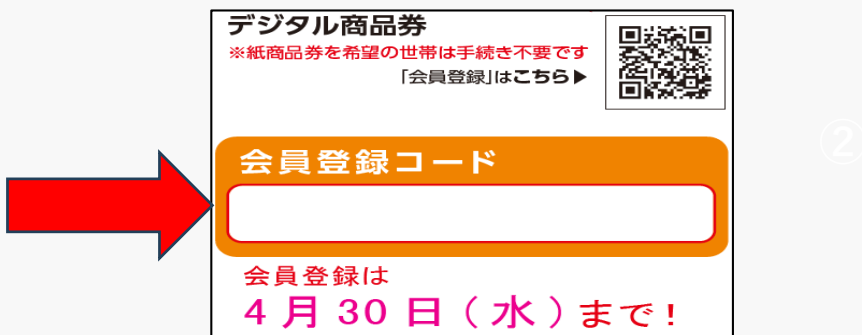 デジタル商品券
※紙商品券を希望の世帯は手続き不要です
「会員登録」はこちら▶
②
会員登録コード
会員登録は
4月30日(水)まで!